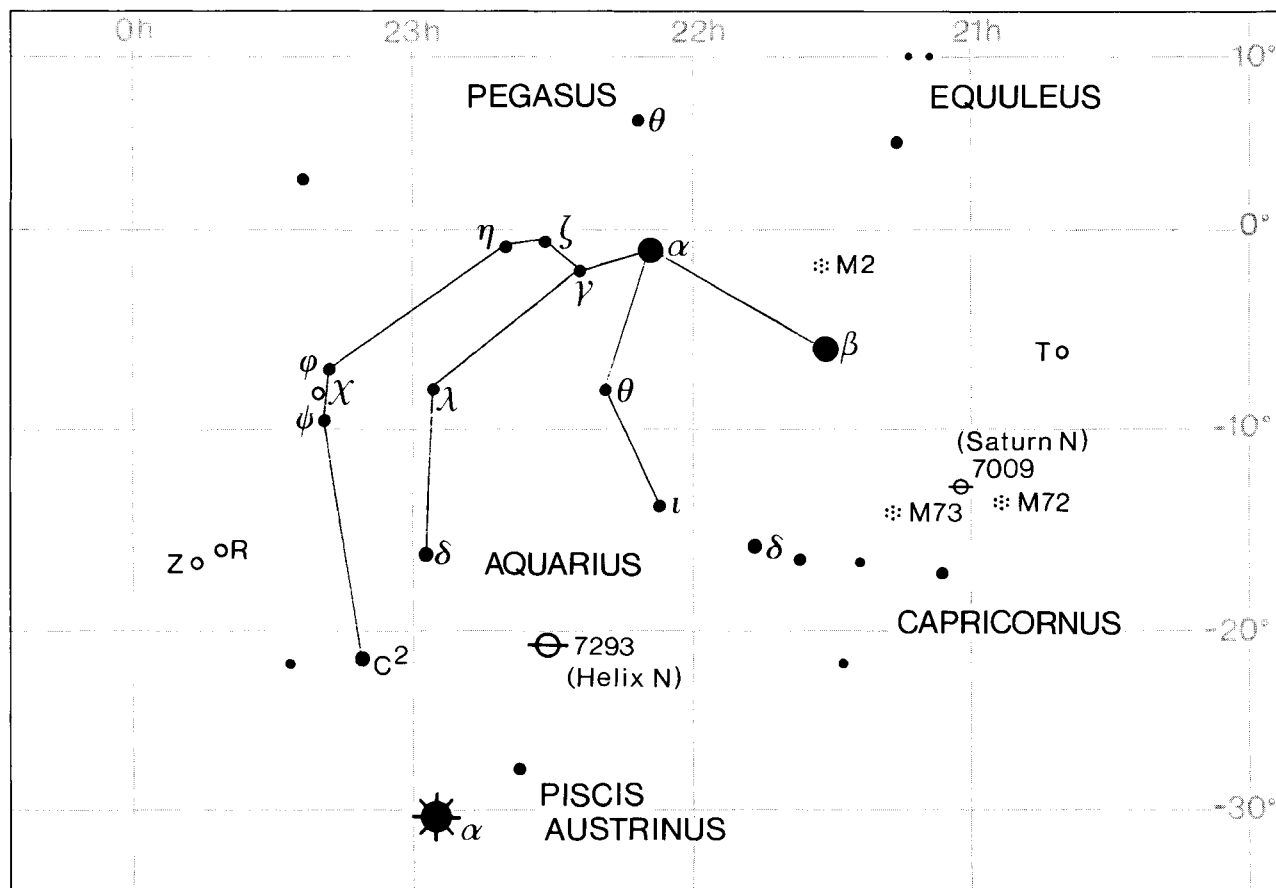 0h 23h 22h 21h
10°
PEGASUS
EQUULEUS
θ
0°
η ζ α
M2
γ
β
T
φ
χ
λ θ
ψ
-10°
(Saturn N)
7009
M73 M72
ι
Z R
δ AQUARIUS δ
CAPRICORNUS
-20°
C²
7293
(Helix N)
PISCIS
AUSTRINUS
-30°
α